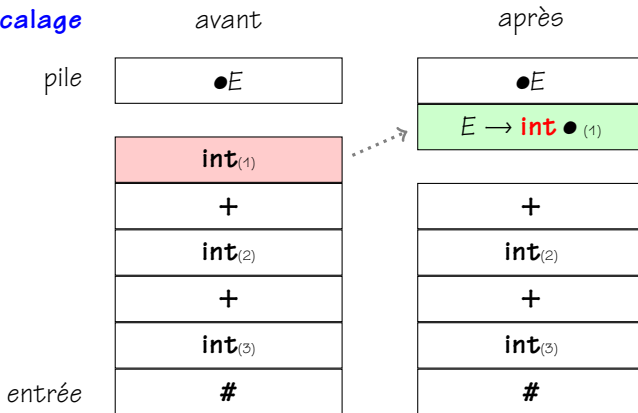 calage avant après
pile •E •E
E → int • (1)
int(1)
+ +
int(2) int(2)
+ +
int(3) int(3)
entrée # #